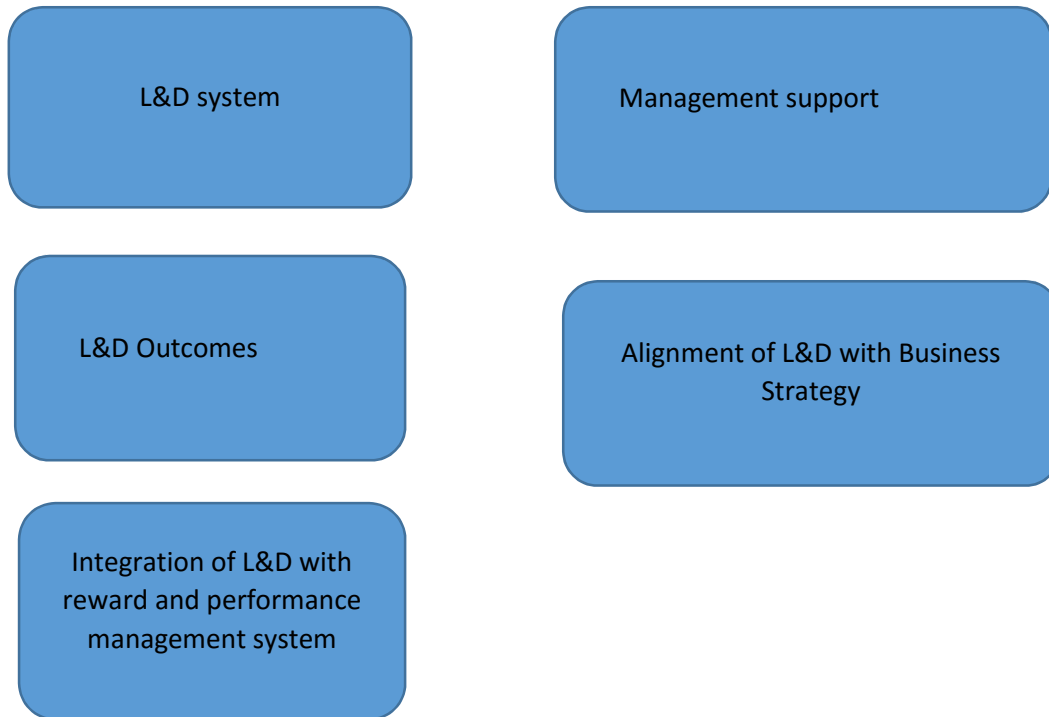 L&D system
Management support
L&D Outcomes
Alignment of L&D with Business
Strategy
Integration of L&D with
reward and performance
management system